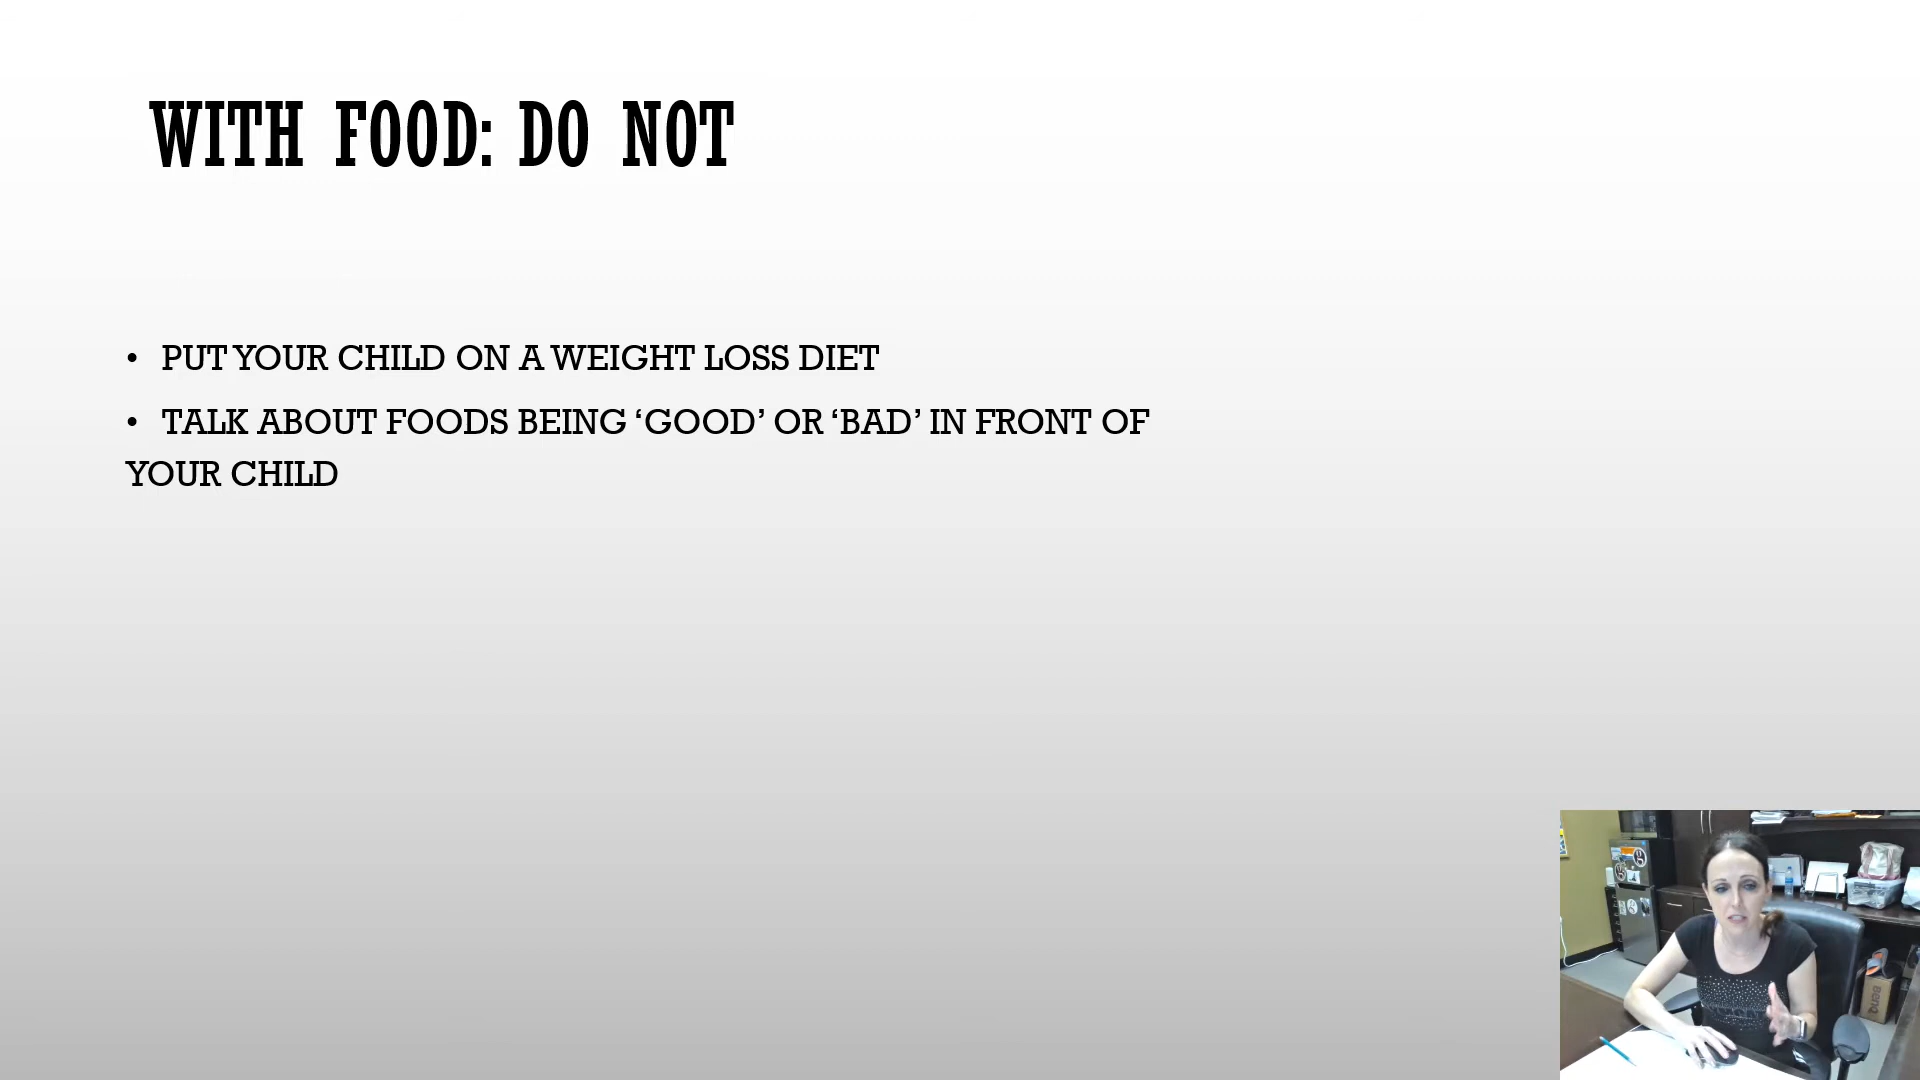 WITH FOOD: DO NOT
• PUT YOUR CHILD ON A WEIGHT LOSS DIET
• TALK ABOUT FOODS BEING ‘GOOD’ OR ‘BAD’ IN FRONT OF
YOUR CHILD
BenQ